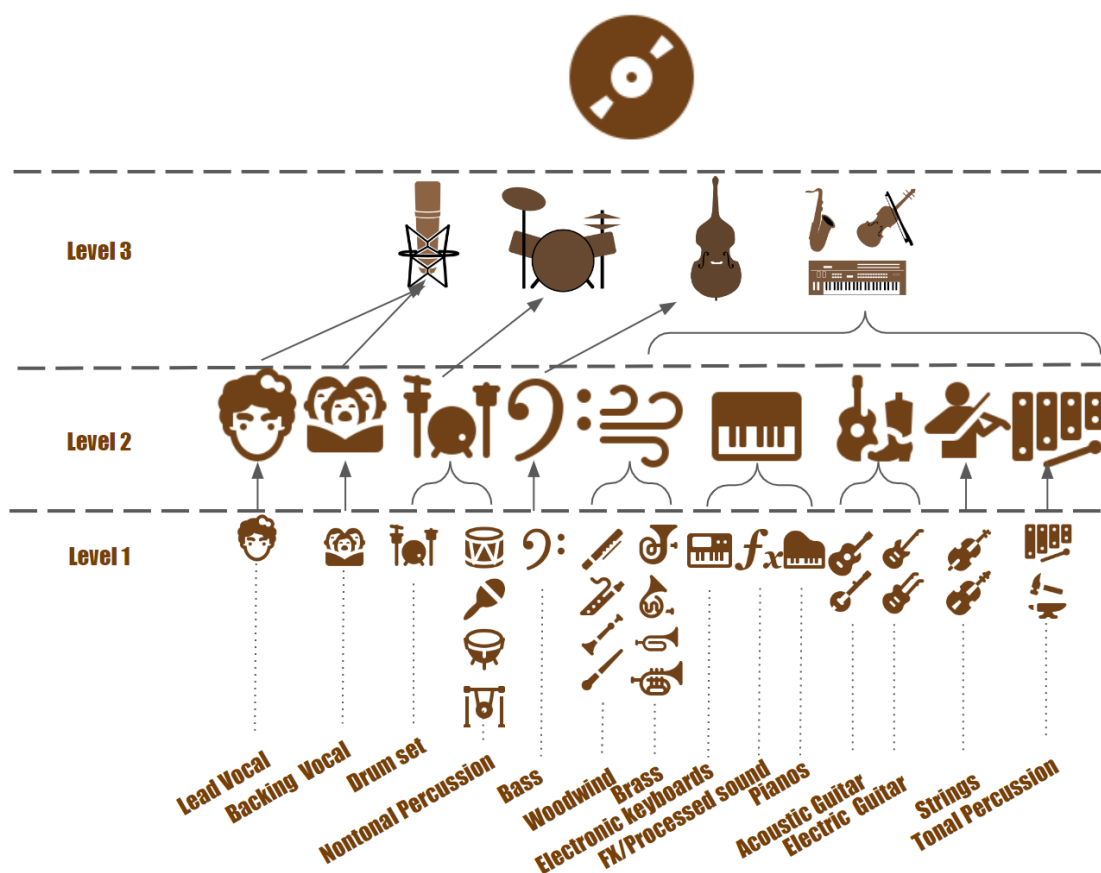 Level 3
Level 2
Level 1
fx
Lead Vocal
Backing Vocal
Drum set
Nontonal Percussion
Bass
Woodwind
Brass
Electronic keyboards
FX/Processed sound
Pianos
Acoustic Guitar
Electric Guitar
Strings
Tonal Percussion